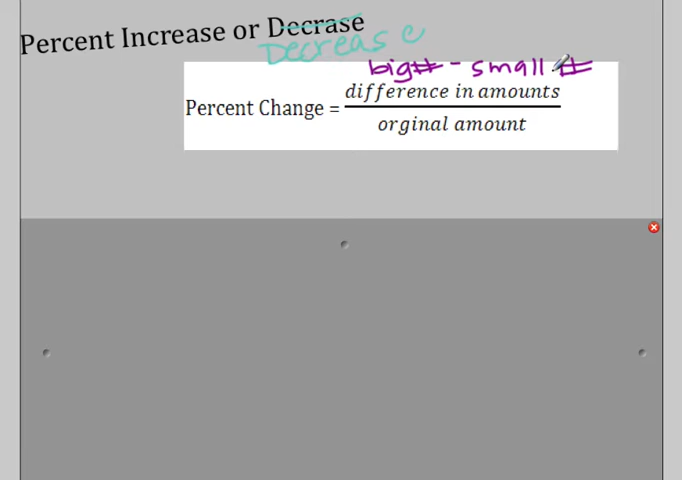 Percent Increase or Decrase
Decrease
big# - small #
Percent Change = difference in amounts
orginal amount